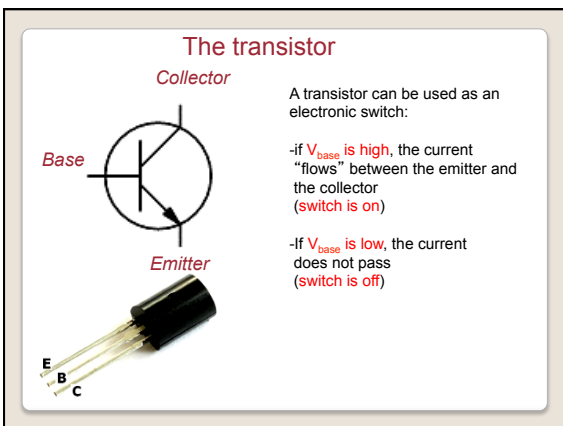 The transistor
Collector
Base
Emitter
E
B
C
A transistor can be used as an
electronic switch:
-if Vbase is high, the current
“flows” between the emitter and
the collector
(switch is on)
-If Vbase is low, the current
does not pass
(switch is off)